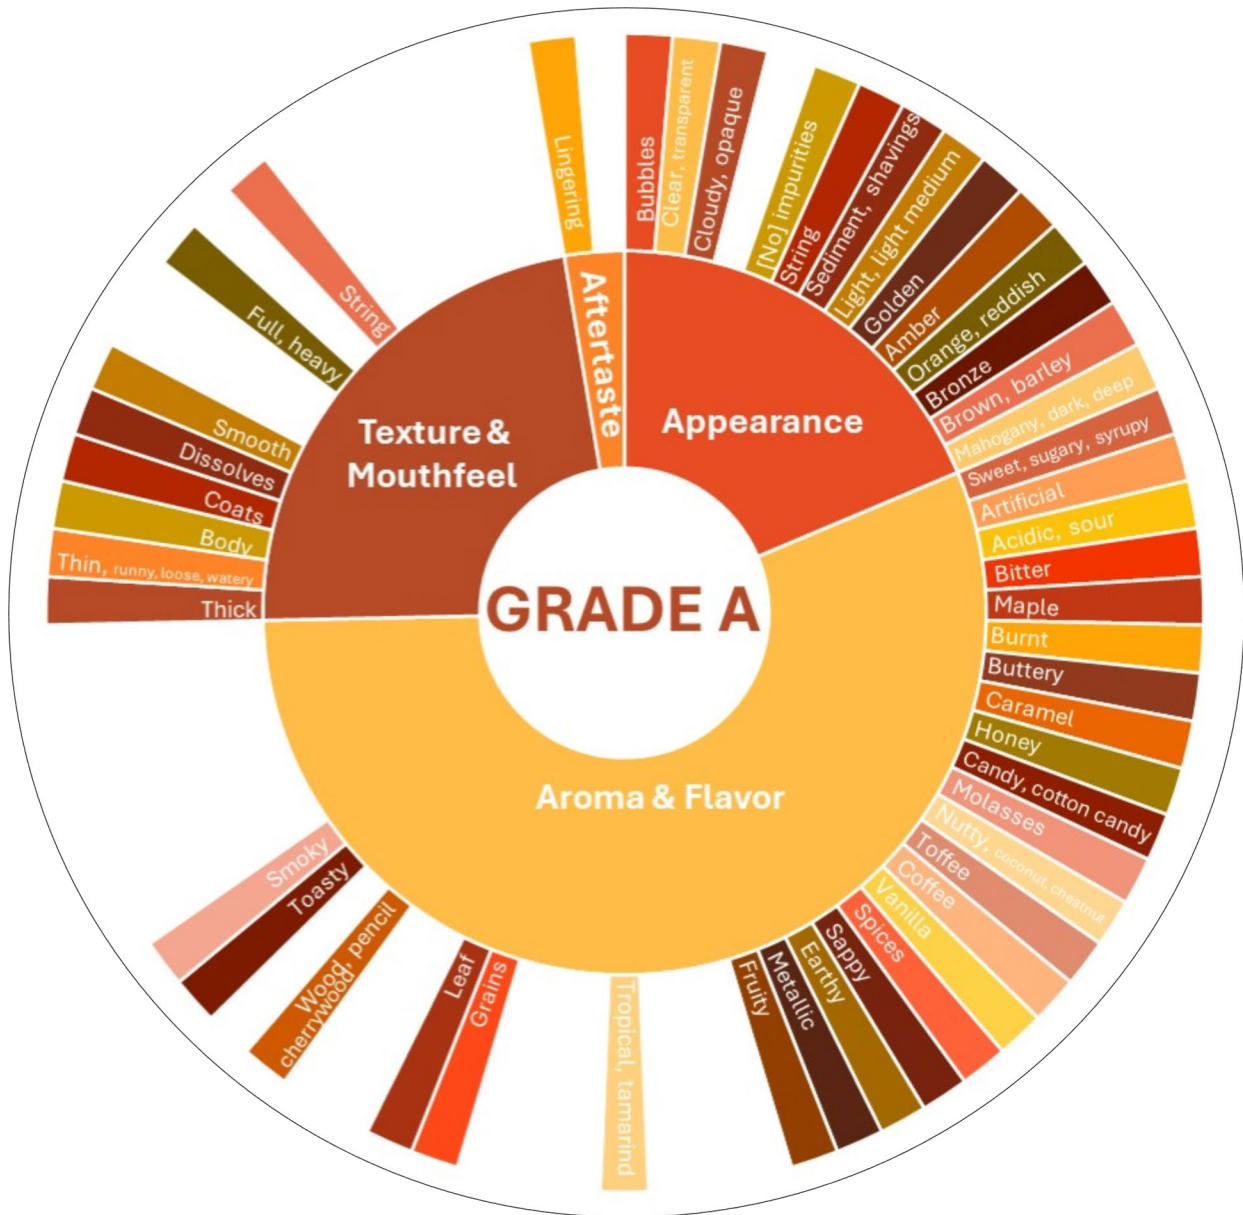 GRADE A
Appearance
Bubbles
Clear, transparent
Cloudy, opaque
[No] impurities
String
Sediment, shavings
Light, light medium
Golden
Amber
Orange, reddish
Bronze
Brown, barley
Mahogany, dark, deep
Aroma & Flavor
Sweet, sugary, syrupy
Artificial
Acidic, sour
Bitter
Maple
Burnt
Buttery
Caramel
Honey
Candy, cotton candy
Molasses
Nutty, coconut, chestnut
Toffee
Coffee
Vanilla
Spices
Sappy
Earthy
Metallic
Fruity
Tropical, tamarind
Grains
Leaf
Wood, pencil
cherrywood
Toasty
Smoky
Texture &
Mouthfeel
Thick
Thin, runny, loose, watery
Body
Coats
Dissolves
Smooth
Full, heavy
String
Aftertaste
Lingering